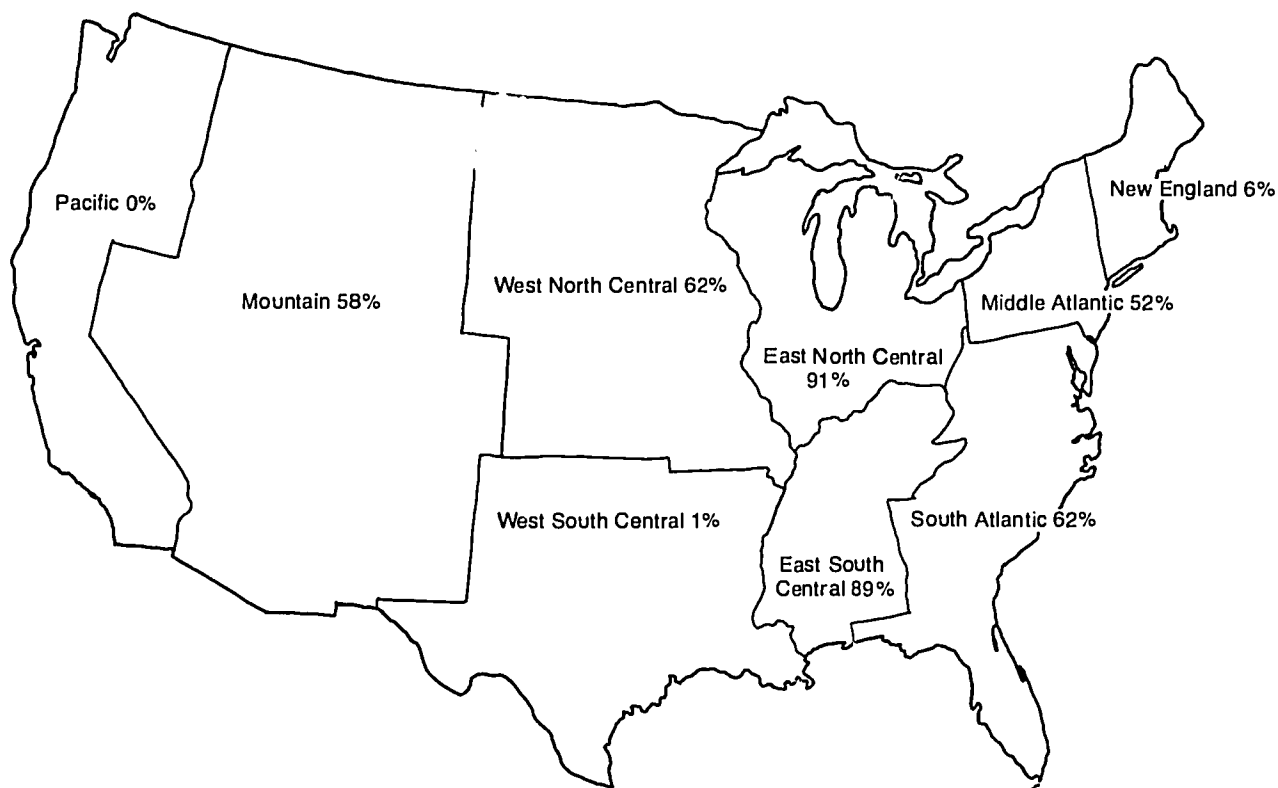 New England 6%
Pacific 0%
West North Central 62%
Mountain 58%
Middle Atlantic 52%
East North Central
91%
West South Central 1%
South Atlantic 62%
East South
Central 89%